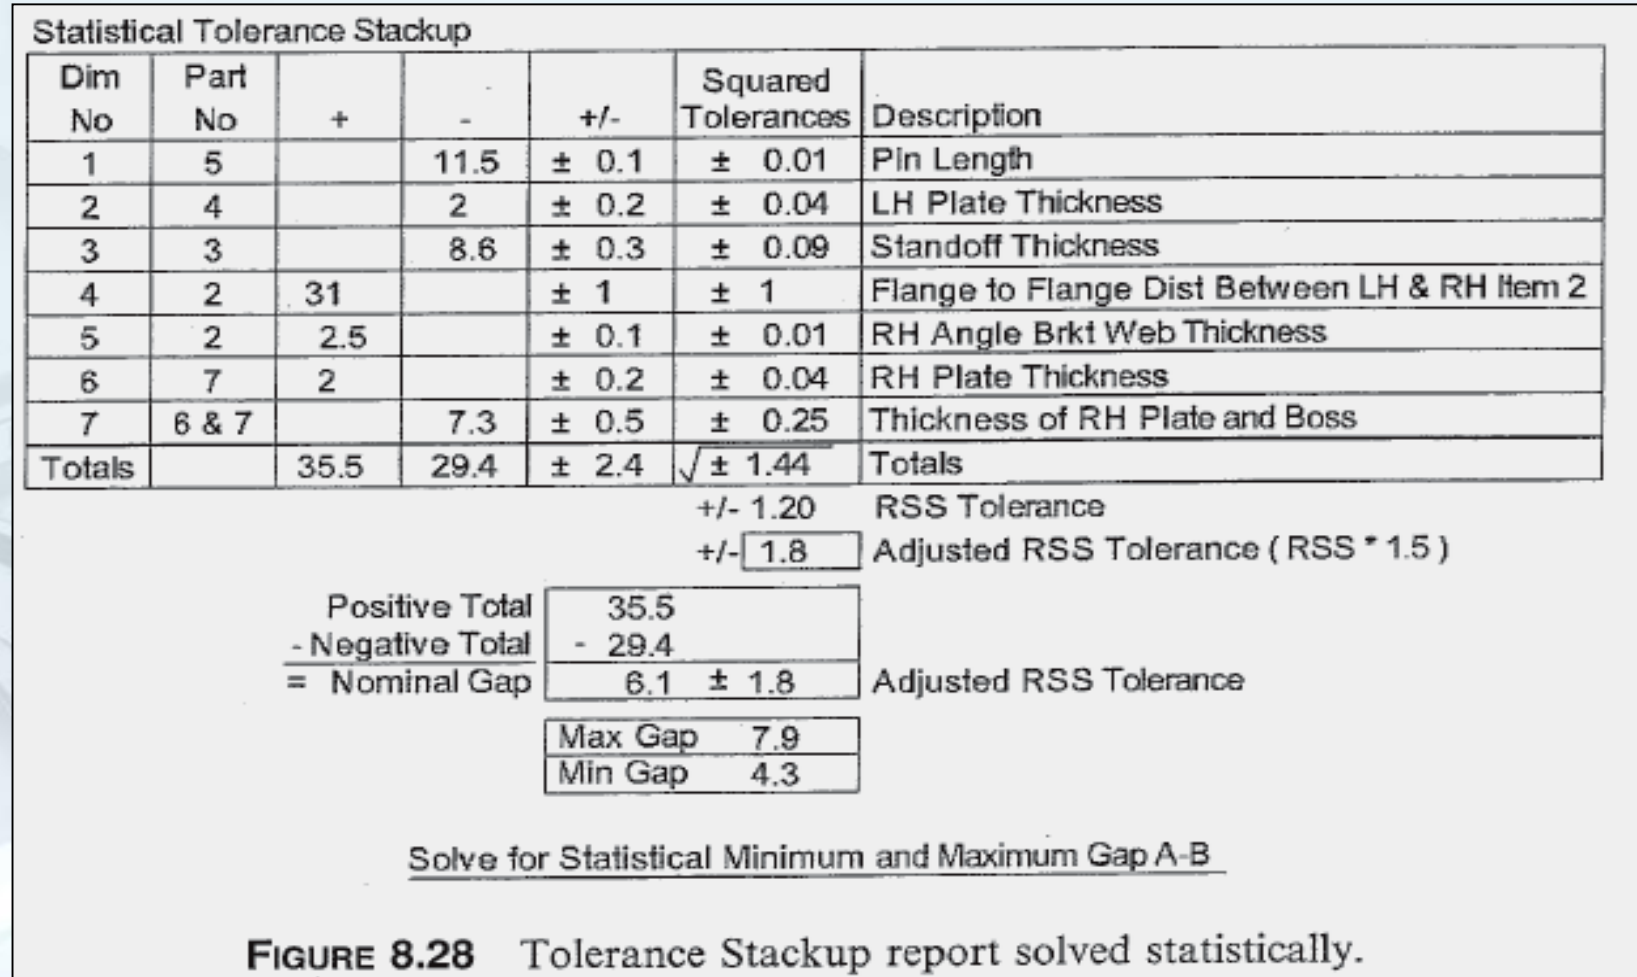 Statistical Tolerance Stackup
Dim No Part No + - +/- Squared Tolerances Description
1 5 11.5 ± 0.1 ± 0.01 Pin Length
2 4 2 ± 0.2 ± 0.04 LH Plate Thickness
3 3 8.6 ± 0.3 ± 0.09 Standoff Thickness
4 2 31 ± 1 ± 1 Flange to Flange Dist Between LH & RH Item 2
5 2 2.5 ± 0.1 ± 0.01 RH Angle Brkt Web Thickness
6 7 2 ± 0.2 ± 0.04 RH Plate Thickness
7 6 & 7 7.3 ± 0.5 ± 0.25 Thickness of RH Plate and Boss
Totals 35.5 29.4 ± 2.4 √± 1.44 Totals
+/- 1.20 RSS Tolerance
+/- 1.8 Adjusted RSS Tolerance ( RSS * 1.5 )
Positive Total 35.5
- Negative Total - 29.4
= Nominal Gap 6.1 ± 1.8 Adjusted RSS Tolerance
Max Gap 7.9
Min Gap 4.3
Solve for Statistical Minimum and Maximum Gap A-B
FIGURE 8.28 Tolerance Stackup report solved statistically.